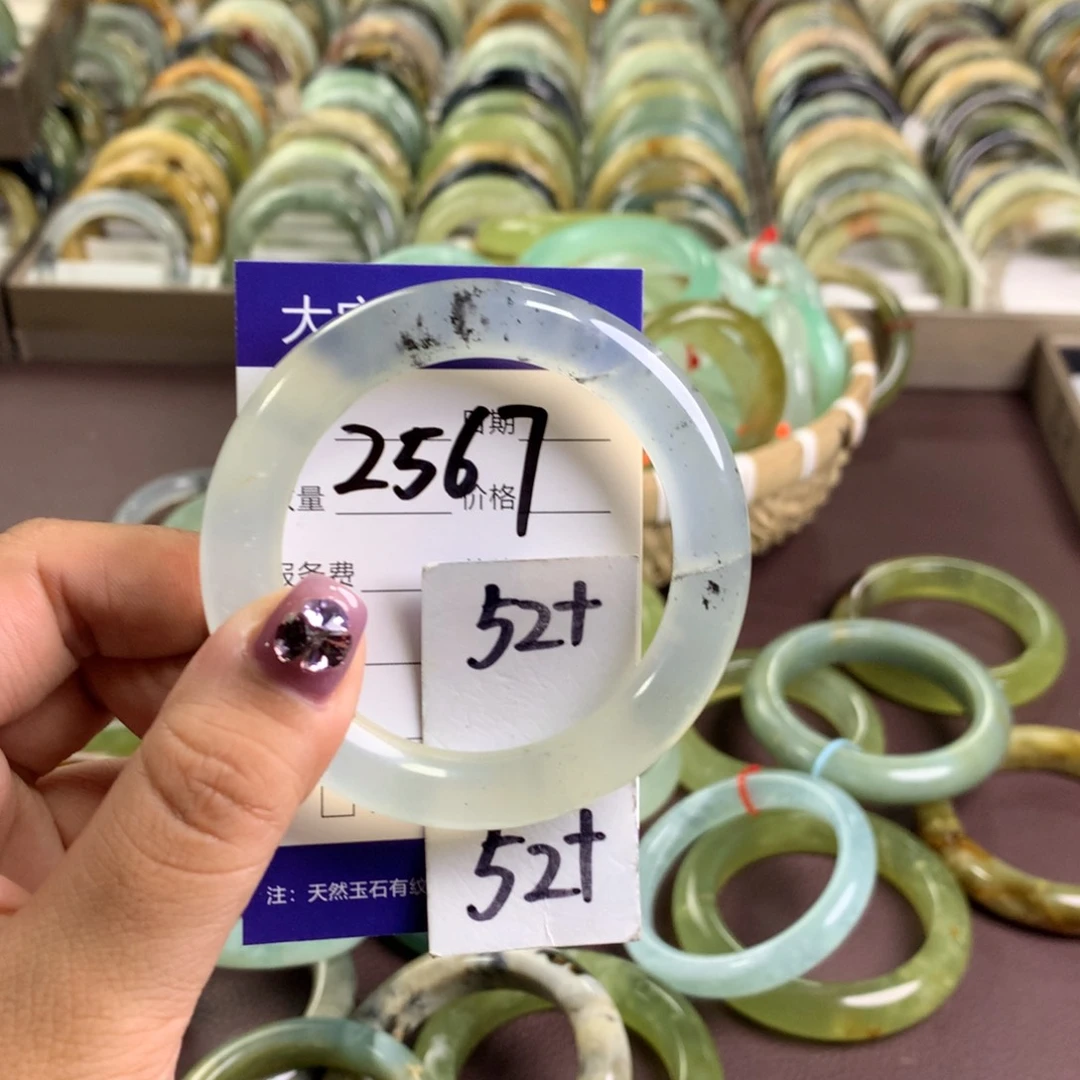 大
日期
2567
量 价格
服务费
52+
52+
注：天然玉石有纹